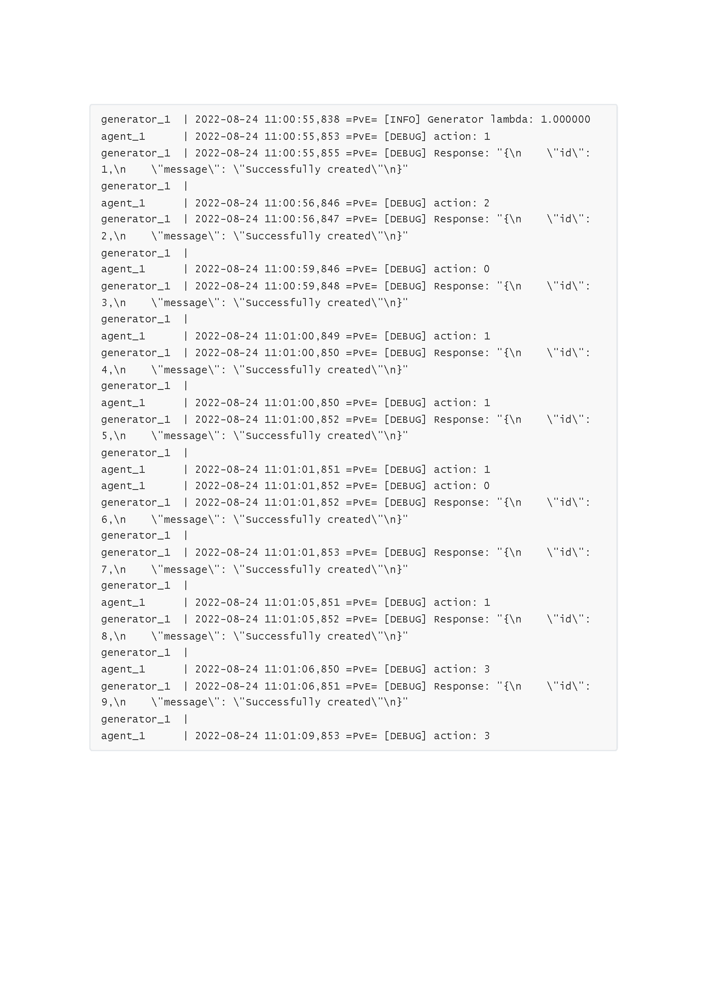 generator_1  | 2022-08-24 11:00:55,838 =PvE= [INFO] Generator lambda: 1.000000
agent_1      | 2022-08-24 11:00:55,853 =PvE= [DEBUG] action: 1
generator_1  | 2022-08-24 11:00:55,855 =PvE= [DEBUG] Response: "{\n    \"id\":
1,\n    \"message\": \"Successfully created\"\n}"
generator_1  |
agent_1      | 2022-08-24 11:00:56,846 =PvE= [DEBUG] action: 2
generator_1  | 2022-08-24 11:00:56,847 =PvE= [DEBUG] Response: "{\n    \"id\":
2,\n    \"message\": \"Successfully created\"\n}"
generator_1  |
agent_1      | 2022-08-24 11:00:59,846 =PvE= [DEBUG] action: 0
generator_1  | 2022-08-24 11:00:59,848 =PvE= [DEBUG] Response: "{\n    \"id\":
3,\n    \"message\": \"Successfully created\"\n}"
generator_1  |
agent_1      | 2022-08-24 11:01:00,849 =PvE= [DEBUG] action: 1
generator_1  | 2022-08-24 11:01:00,850 =PvE= [DEBUG] Response: "{\n    \"id\":
4,\n    \"message\": \"Successfully created\"\n}"
generator_1  |
agent_1      | 2022-08-24 11:01:00,850 =PvE= [DEBUG] action: 1
generator_1  | 2022-08-24 11:01:00,852 =PvE= [DEBUG] Response: "{\n    \"id\":
5,\n    \"message\": \"Successfully created\"\n}"
generator_1  |
agent_1      | 2022-08-24 11:01:01,851 =PvE= [DEBUG] action: 1
agent_1      | 2022-08-24 11:01:01,852 =PvE= [DEBUG] action: 0
generator_1  | 2022-08-24 11:01:01,852 =PvE= [DEBUG] Response: "{\n    \"id\":
6,\n    \"message\": \"Successfully created\"\n}"
generator_1  |
generator_1  | 2022-08-24 11:01:01,853 =PvE= [DEBUG] Response: "{\n    \"id\":
7,\n    \"message\": \"Successfully created\"\n}"
generator_1  |
agent_1      | 2022-08-24 11:01:05,851 =PvE= [DEBUG] action: 1
generator_1  | 2022-08-24 11:01:05,852 =PvE= [DEBUG] Response: "{\n    \"id\":
8,\n    \"message\": \"Successfully created\"\n}"
generator_1  |
agent_1      | 2022-08-24 11:01:06,850 =PvE= [DEBUG] action: 3
generator_1  | 2022-08-24 11:01:06,851 =PvE= [DEBUG] Response: "{\n    \"id\":
9,\n    \"message\": \"Successfully created\"\n}"
generator_1  |
agent_1      | 2022-08-24 11:01:09,853 =PvE= [DEBUG] action: 3